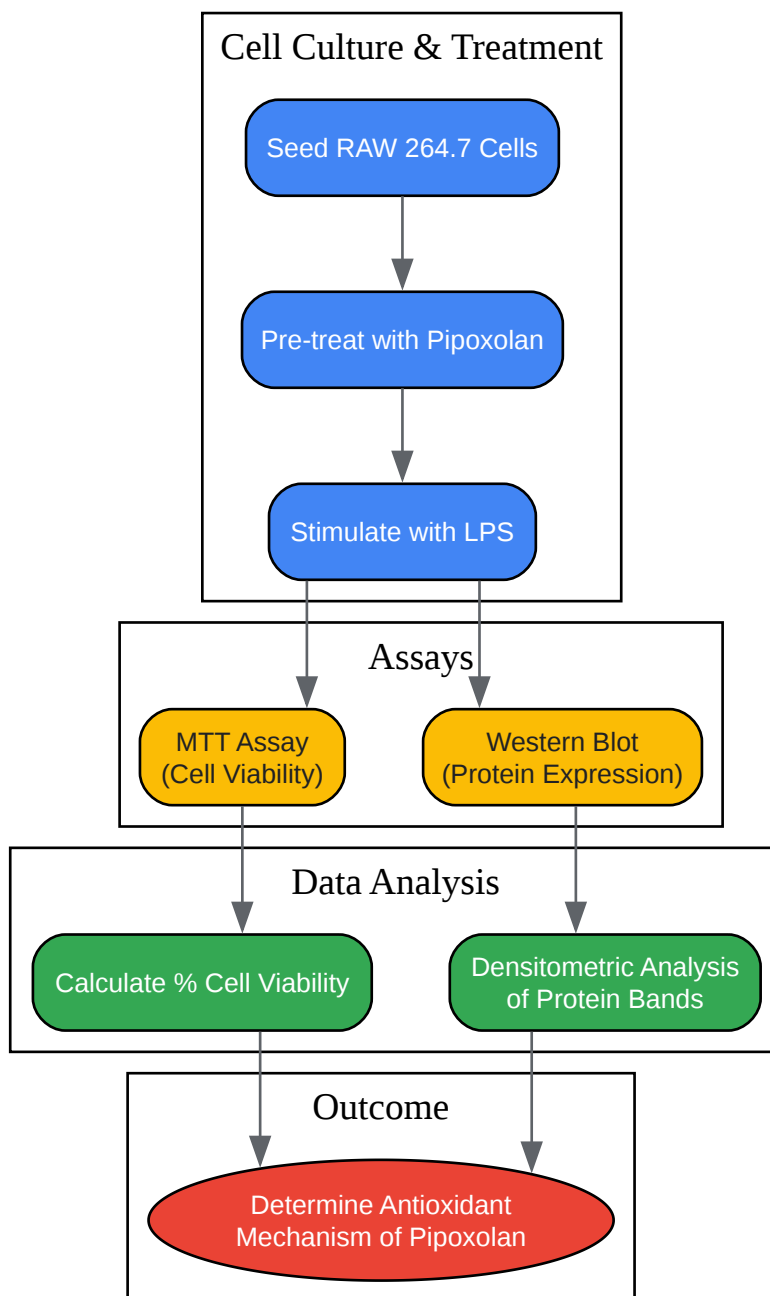 Cell Culture & Treatment
Seed RAW 264.7 Cells
Pre-treat with Pipoxolan
Stimulate with LPS
Assays
MTT Assay
(Cell Viability)
Western Blot
(Protein Expression)
Data Analysis
Calculate % Cell Viability
Densitometric Analysis
of Protein Bands
Outcome
Determine Antioxidant
Mechanism of Pipoxolan